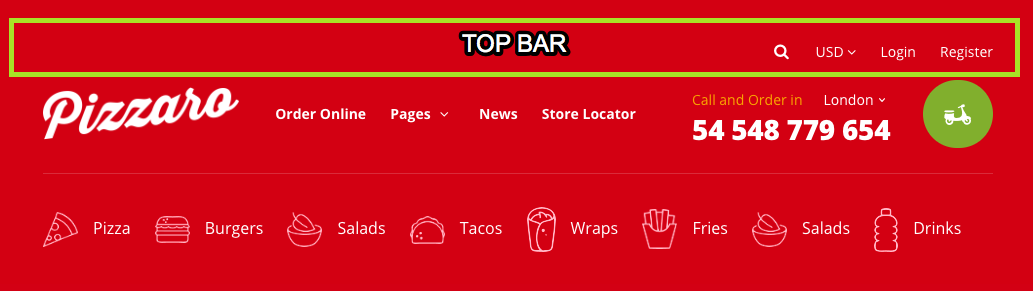 TOP BAR
USD Login Register
Pizzaro
Order Online Pages News Store Locator
Call and Order in London
54 548 779 654
Pizza Burgers Salads Tacos Wraps Fries Salads Drinks